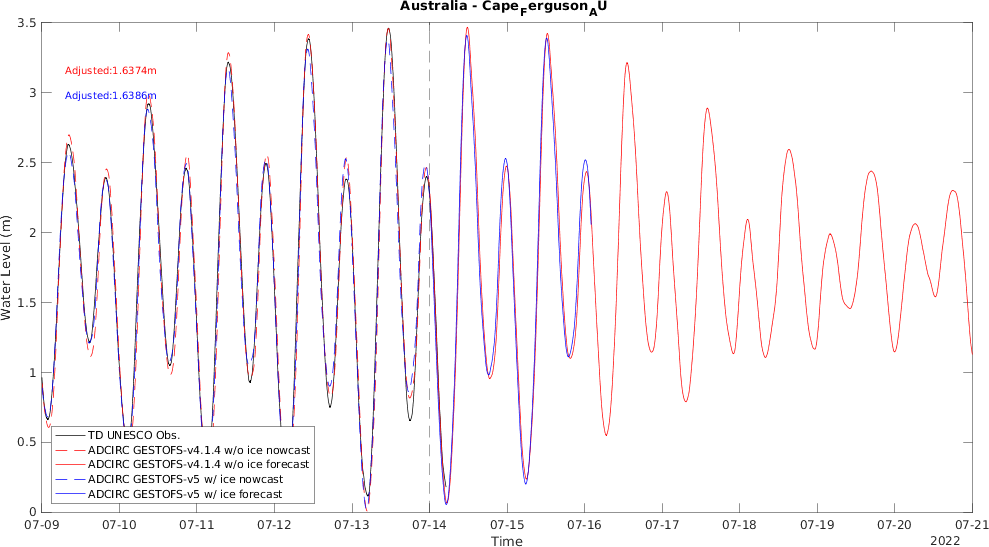 Australia - Cape_Ferguson_AU
3.5
3
2.5
2
1.5
1
0.5
0
Water Level (m)
Adjusted:1.6374m
Adjusted:1.6386m
TD UNESCO Obs.
ADCIRC GESTOFS-v4.1.4 w/o ice nowcast
ADCIRC GESTOFS-v4.1.4 w/o ice forecast
ADCIRC GESTOFS-v5 w/ ice nowcast
ADCIRC GESTOFS-v5 w/ ice forecast
07-09 07-10 07-11 07-12 07-13 07-14 07-15 07-16 07-17 07-18 07-19 07-20 07-21
Time
2022